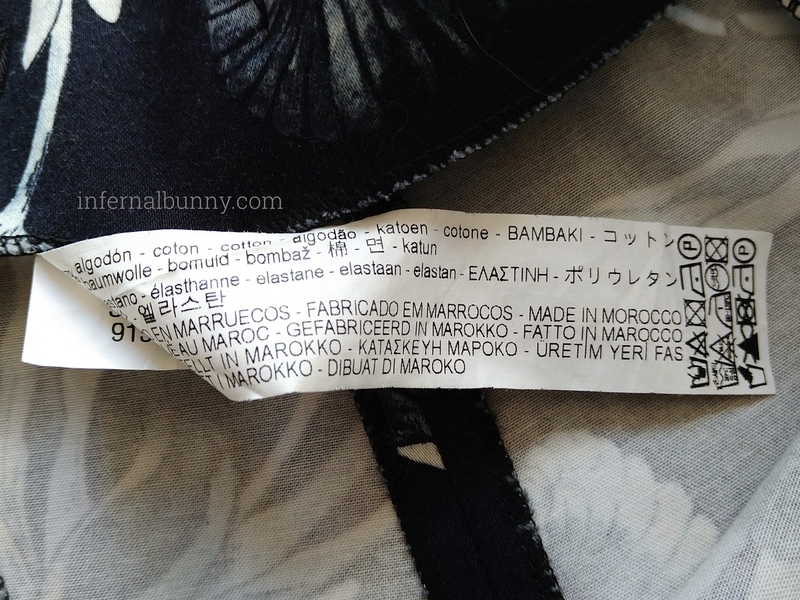 infernalbunny.com
algodón - coton - cotton - algodão - katoen - cotone - ΒΑΜΒΑΚΙ - コットン
baumwolle - bomuld - bombaž - 棉 - 면 - katun
elastano - élasthanne - elastane - elastaan - elastan - ΕΛΑΣΤΙΝΗ - ポリウレタン
엘라스탄
EN MARRUECOS - FABRICADO EM MARROCOS - MADE IN MOROCCO
AU MAROC - GEFABRICEERD IN MAROKKO - FATTO IN MAROCCO
IN MAROKKO - ΚΑΤΑΣΚΕΥΗ ΜΑΡΟΚΟ - ÜRETİM YERİ FAS
MAROKKO - DIBUAT DI MAROKO